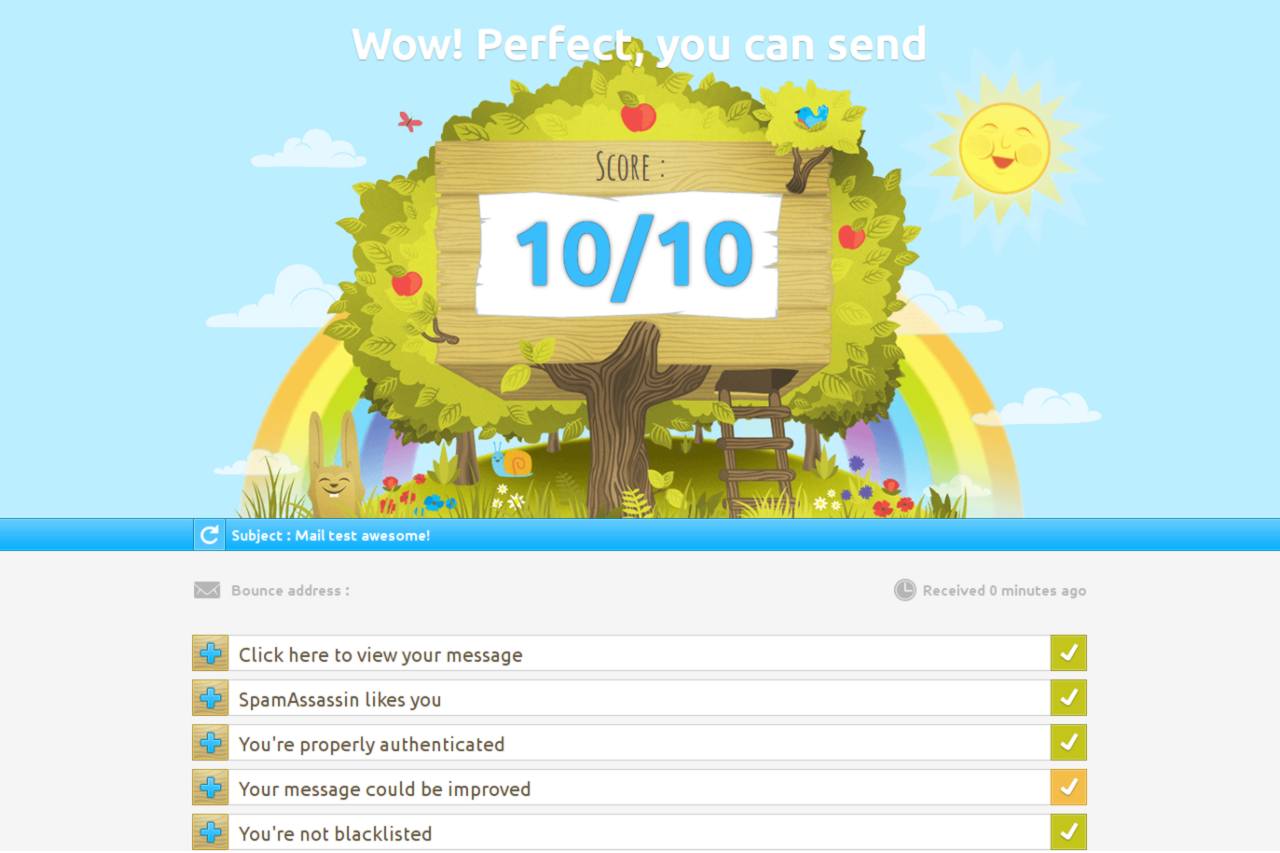 Wow! Perfect, you can send
Score :
10/10
Subject : Mail test awesome!
Bounce address :
Received 0 minutes ago
Click here to view your message
SpamAssassin likes you
You're properly authenticated
Your message could be improved
You're not blacklisted